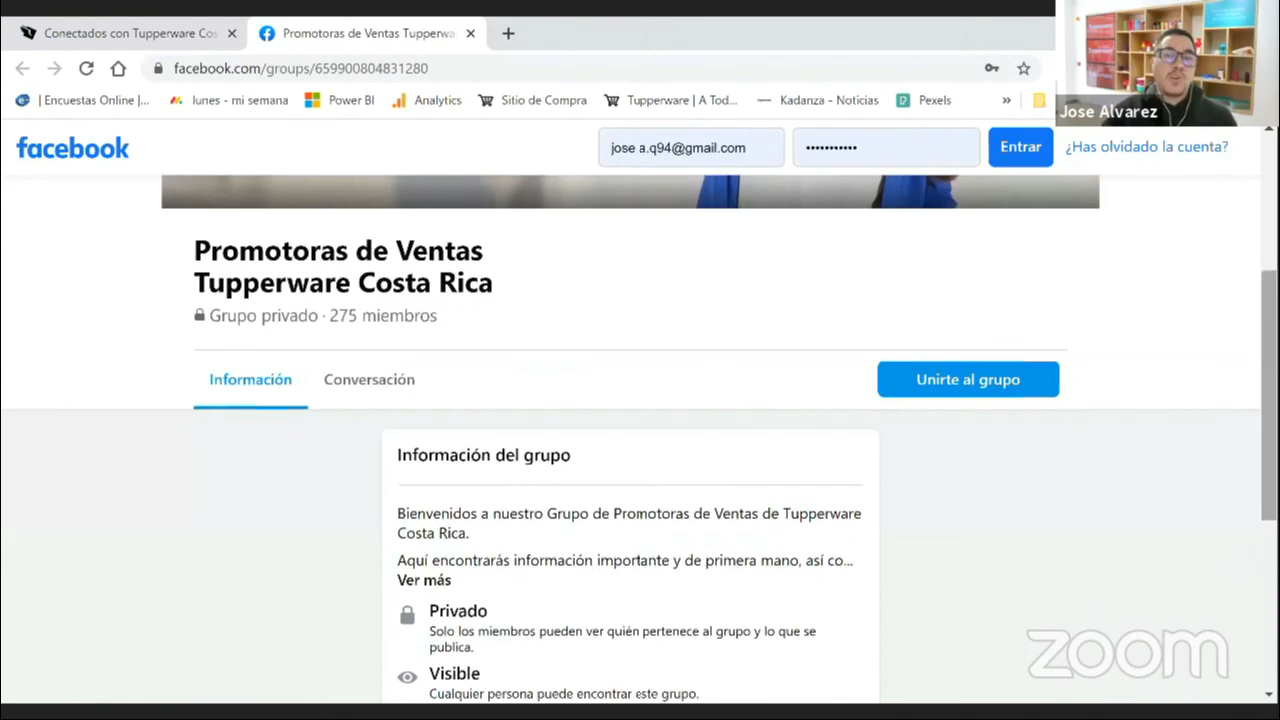 Conectados con Tupperware Cos
Promotoras de Ventas Tupperwa
facebook.com/groups/659900804831280
| Encuestas Online |...
lunes - mi semana
Power BI
Analytics
Sitio de Compra
Tupperware | A Tod...
Kadanza - Noticias
Pexels
»
Jose Alvarez
facebook
jose a.q94@gmail.com
•••••••••••
Entrar
¿Has olvidado la cuenta?
Promotoras de Ventas
Tupperware Costa Rica
Grupo privado · 275 miembros
Información
Conversación
Unirte al grupo
Información del grupo
Bienvenidos a nuestro Grupo de Promotoras de Ventas de Tupperware
Costa Rica.
Aquí encontrarás información importante y de primera mano, así co...
Ver más
Privado
Solo los miembros pueden ver quién pertenece al grupo y lo que se
publica.
Visible
Cualquier persona puede encontrar este grupo.
zoom